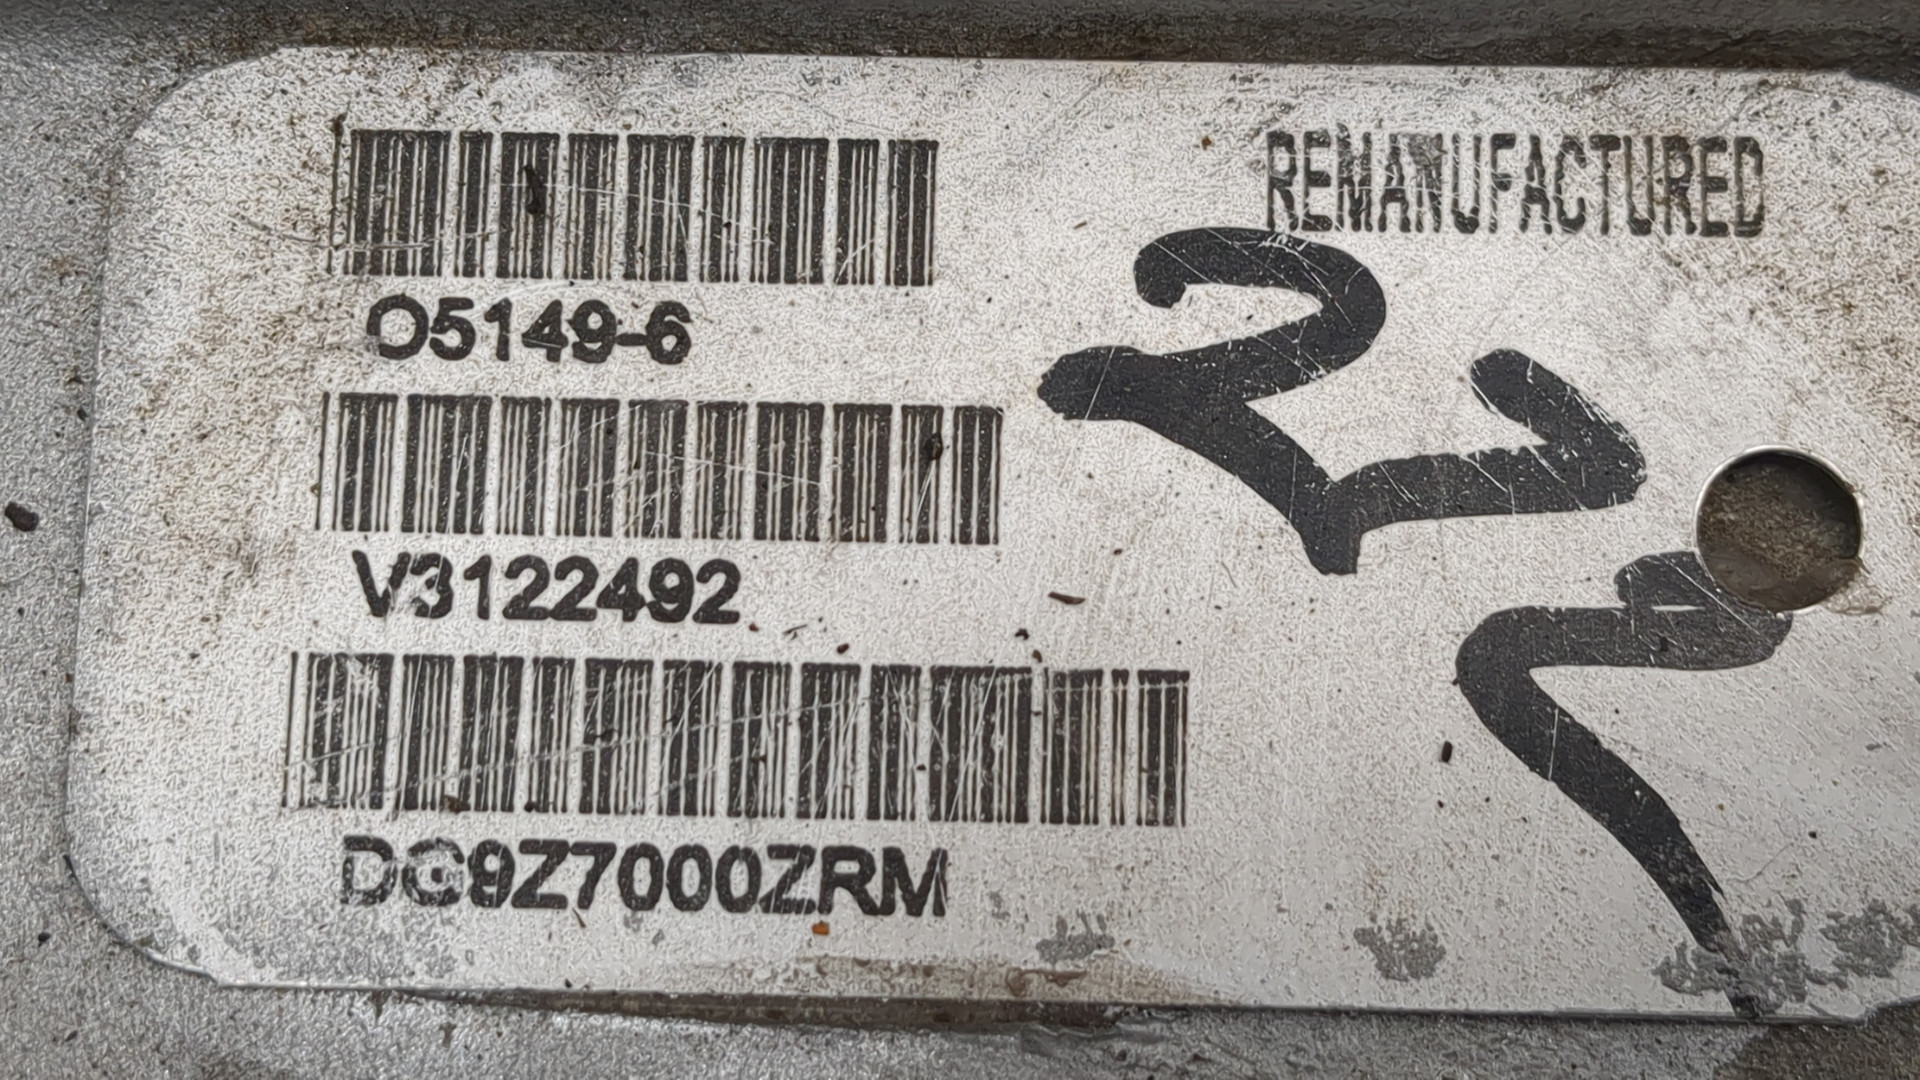 REMANUFACTURED
O5149-6
V3122492
DG9Z7000ZRM